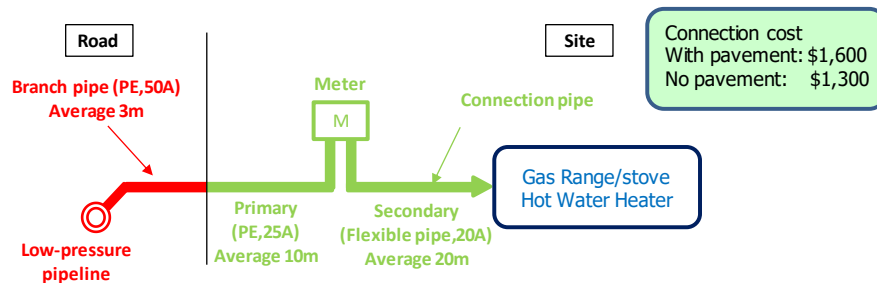 Road
Site
Connection cost
With pavement: $1,600
No pavement: $1,300
Branch pipe (PE,50A)
Average 3m
Meter
M
Connection pipe
Gas Range/stove
Hot Water Heater
Primary
(PE,25A)
Average 10m
Secondary
(Flexible pipe,20A)
Average 20m
Low-pressure
pipeline